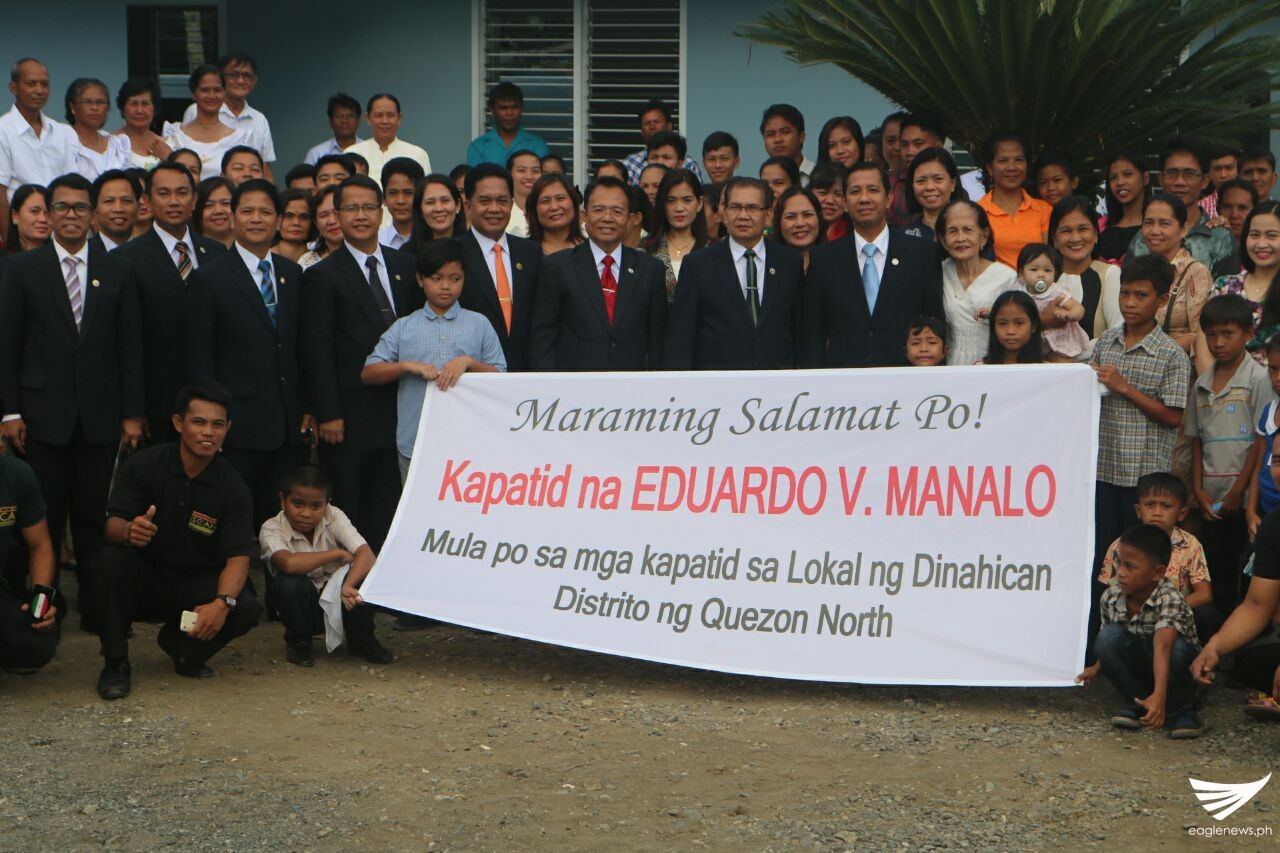 Maraming Salamat Po!
Kapatid na EDUARDO V. MANALO
Mula po sa mga kapatid sa Lokal ng Dinahican
Distrito ng Quezon North
SCAN
eaglenews.ph